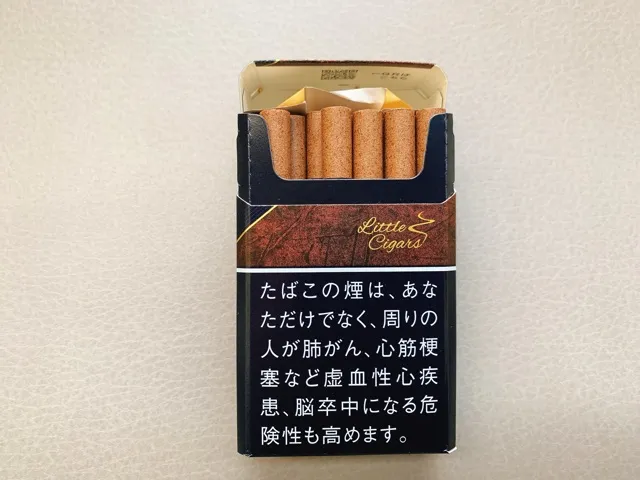 Little
Cigars
たばこの煙は、あな
ただけでなく、周りの
人が肺がん、心筋梗
塞など虚血性心疾
患、脳卒中になる危
険性も高めます。